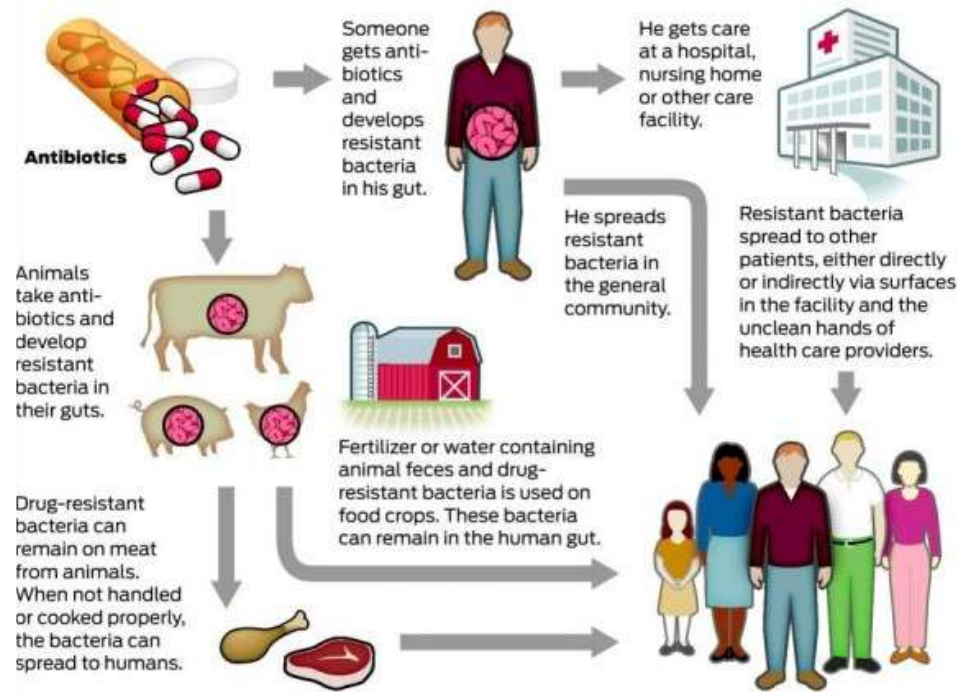 Antibiotics
Someone
gets anti-
biotics
and
develops
resistant
bacteria
in his gut.
He gets care
at a hospital,
nursing home
or other care
facility.
He spreads
resistant
bacteria in
the general
community.
Resistant bacteria
spread to other
patients, either directly
or indirectly via surfaces
in the facility and the
unclean hands of
health care providers.
Animals
take anti-
biotics and
develop
resistant
bacteria in
their guts.
Fertilizer or water containing
animal feces and drug-
resistant bacteria is used on
food crops. These bacteria
can remain in the human gut.
Drug-resistant
bacteria can
remain on meat
from animals.
When not handled
or cooked properly,
the bacteria can
spread to humans.